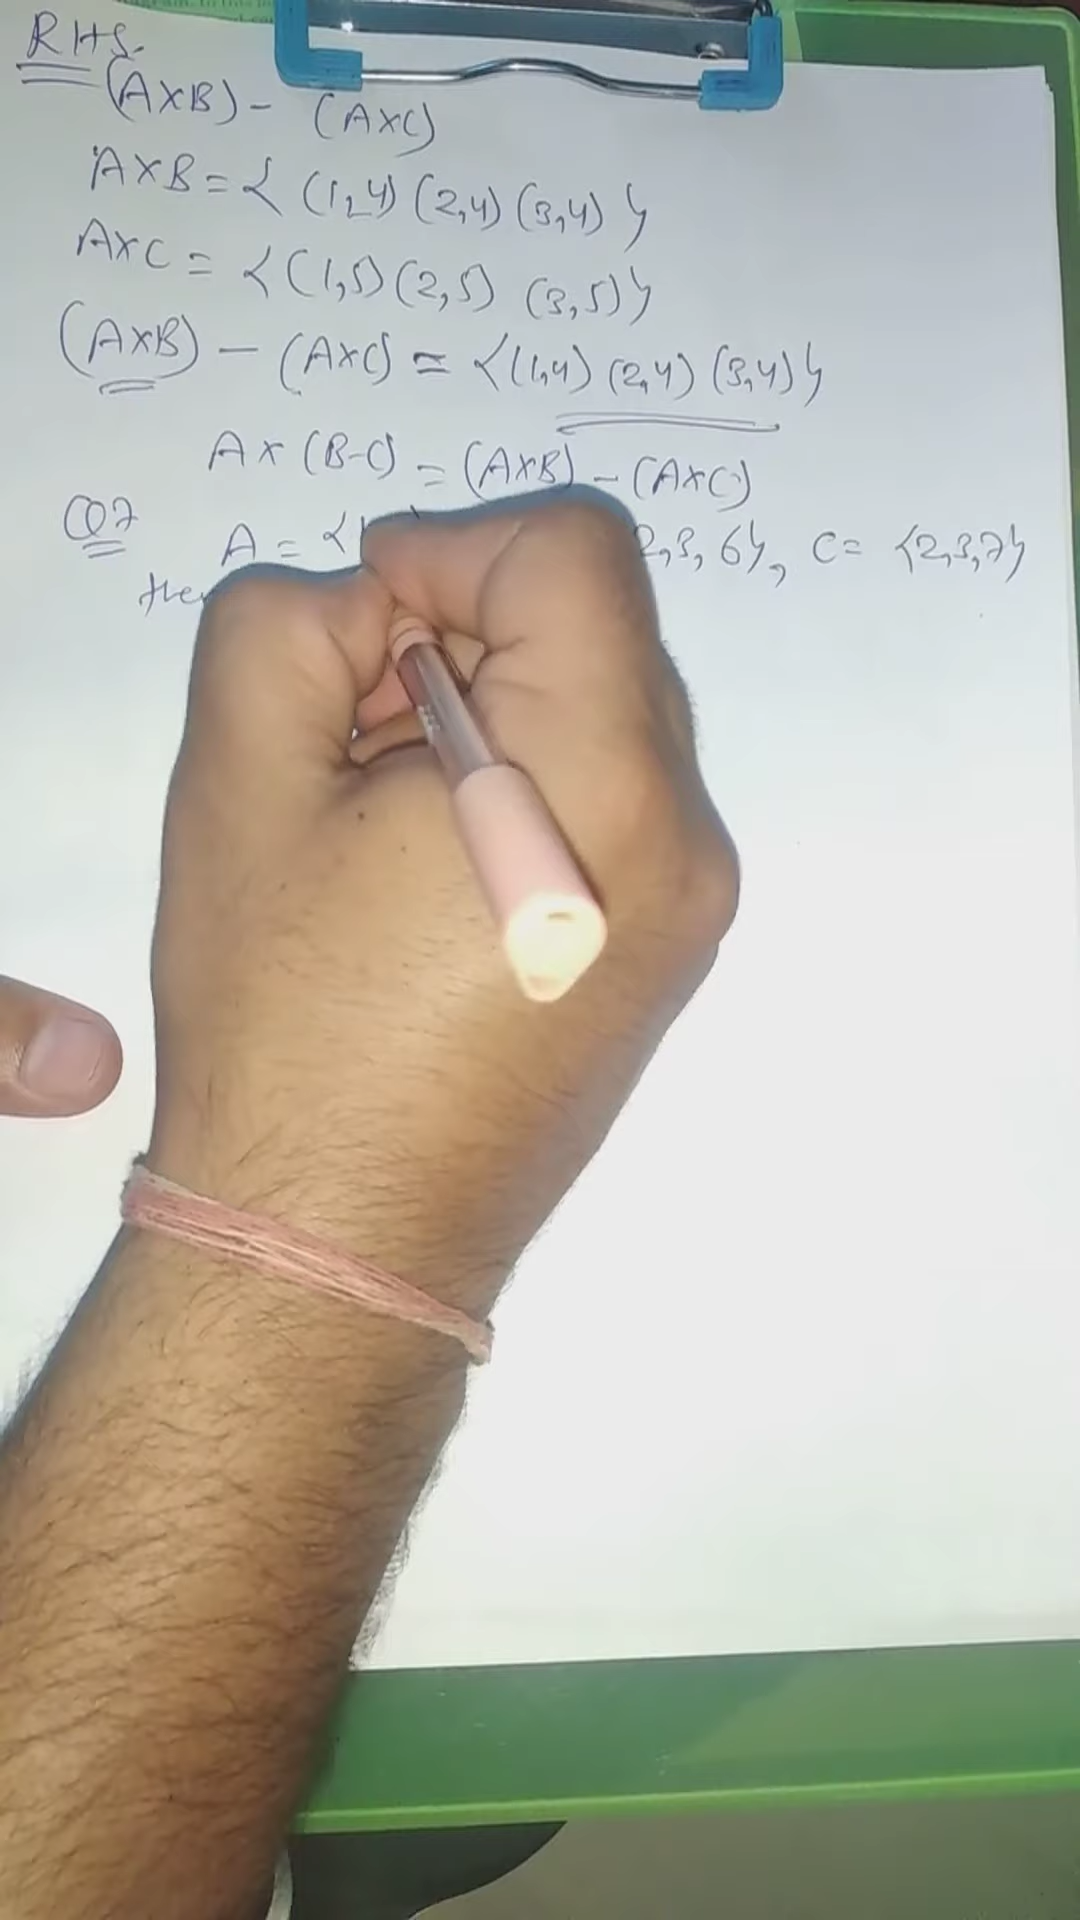 RHS.
(A×B) - (A×C)
A×B = { (1,4) (2,4) (3,4) }
A×C = { (1,5) (2,5) (3,5) }
(A×B) - (A×C) = { (1,4) (2,4) (3,4) }
A × (B-C) = (A×B) - (A×C)
Q7 A = { 2, 3, 6}, C = {2,3,7}
then